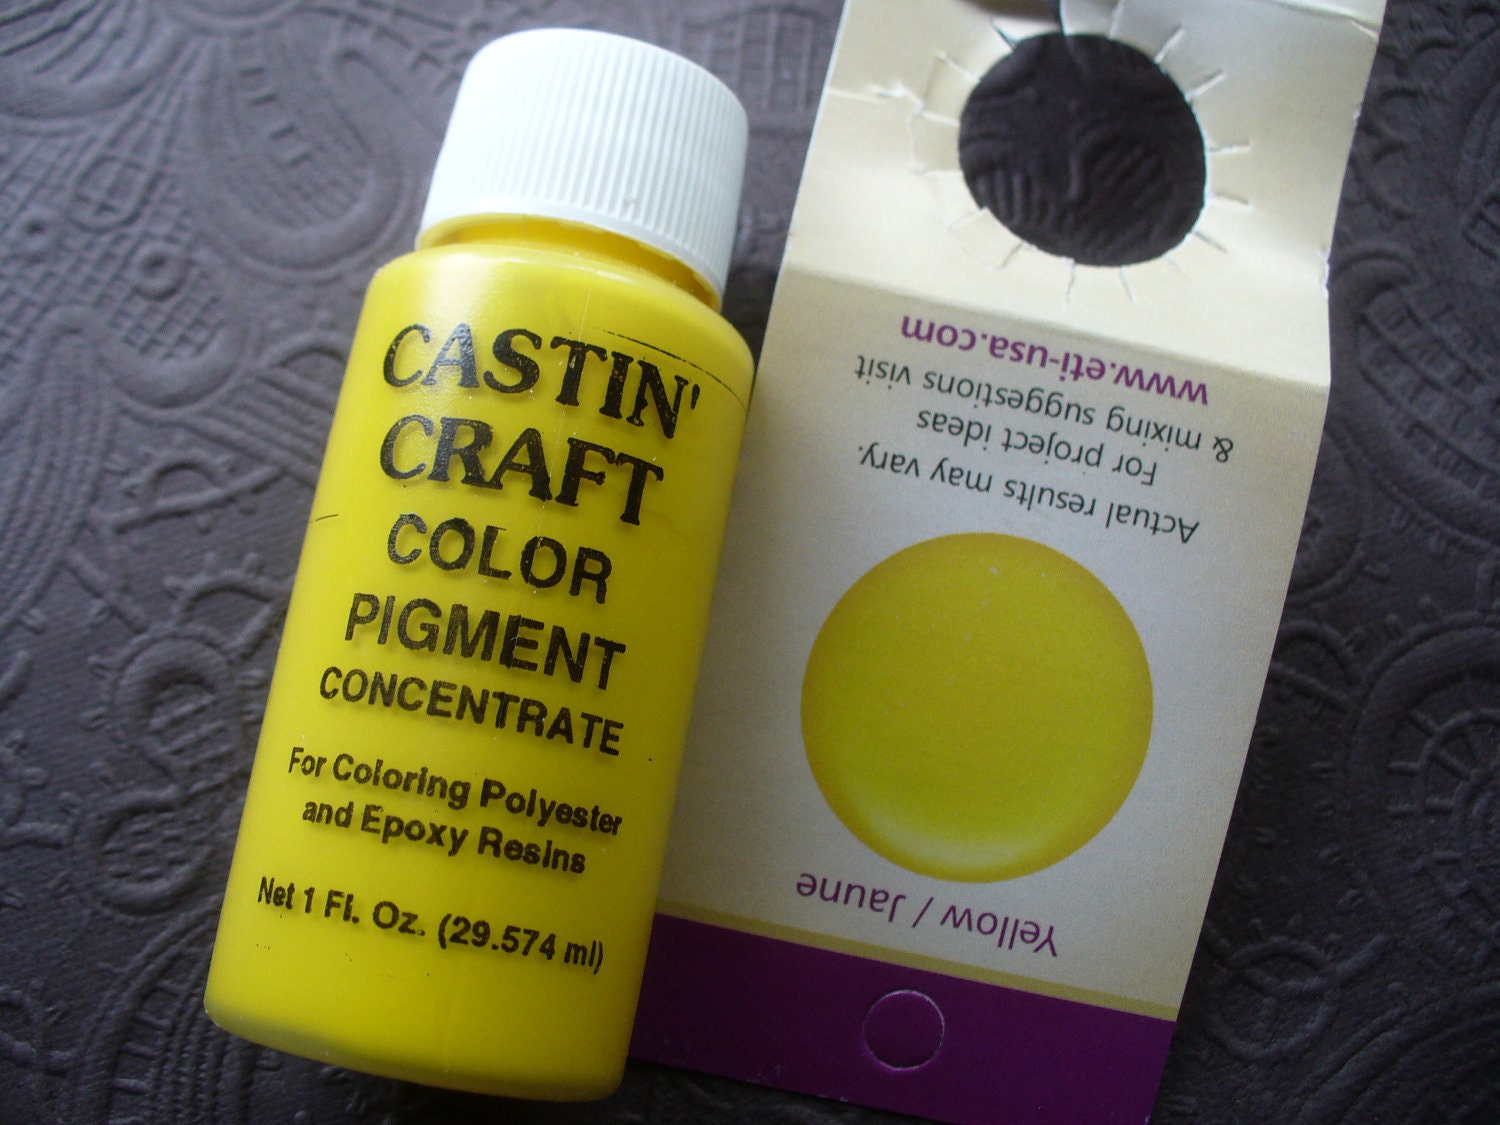 CASTIN'
CRAFT
COLOR
PIGMENT
CONCENTRATE
For Coloring Polyester
and Epoxy Resins
Net 1 Fl. Oz. (29.574 ml)
Yellow / Jaune
Actual results may vary.
For project ideas
& mixing suggestions visit
www.eti-usa.com